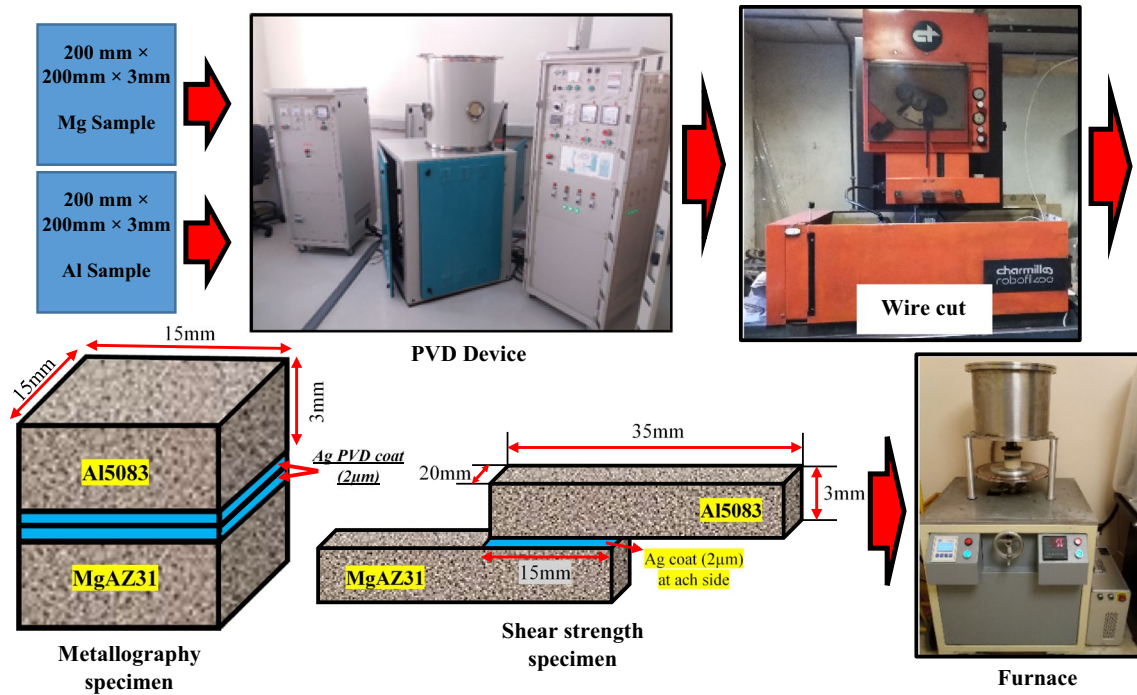 200 mm ×
200mm × 3mm
Mg Sample
200 mm ×
200mm × 3mm
Al Sample
PVD Device
charmilles
robofil 400
Wire cut
15mm
15mm
3mm
Al5083
Ag PVD coat
(2μm)
MgAZ31
Metallography
specimen
35mm
20mm
3mm
Al5083
MgAZ31
15mm
Ag coat (2μm)
at ach side
Shear strength
specimen
Furnace